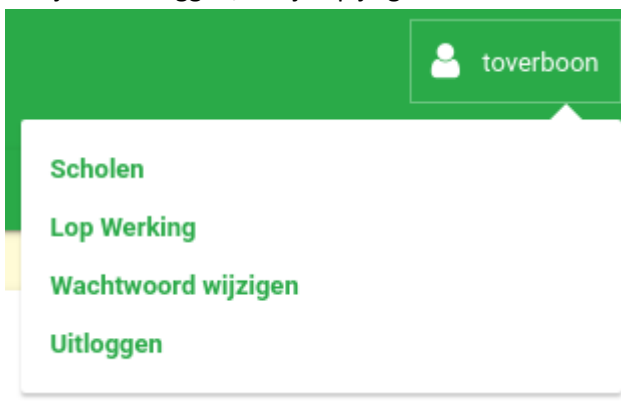 toverboon
Scholen
Lop Werking
Wachtwoord wijzigen
Uitloggen